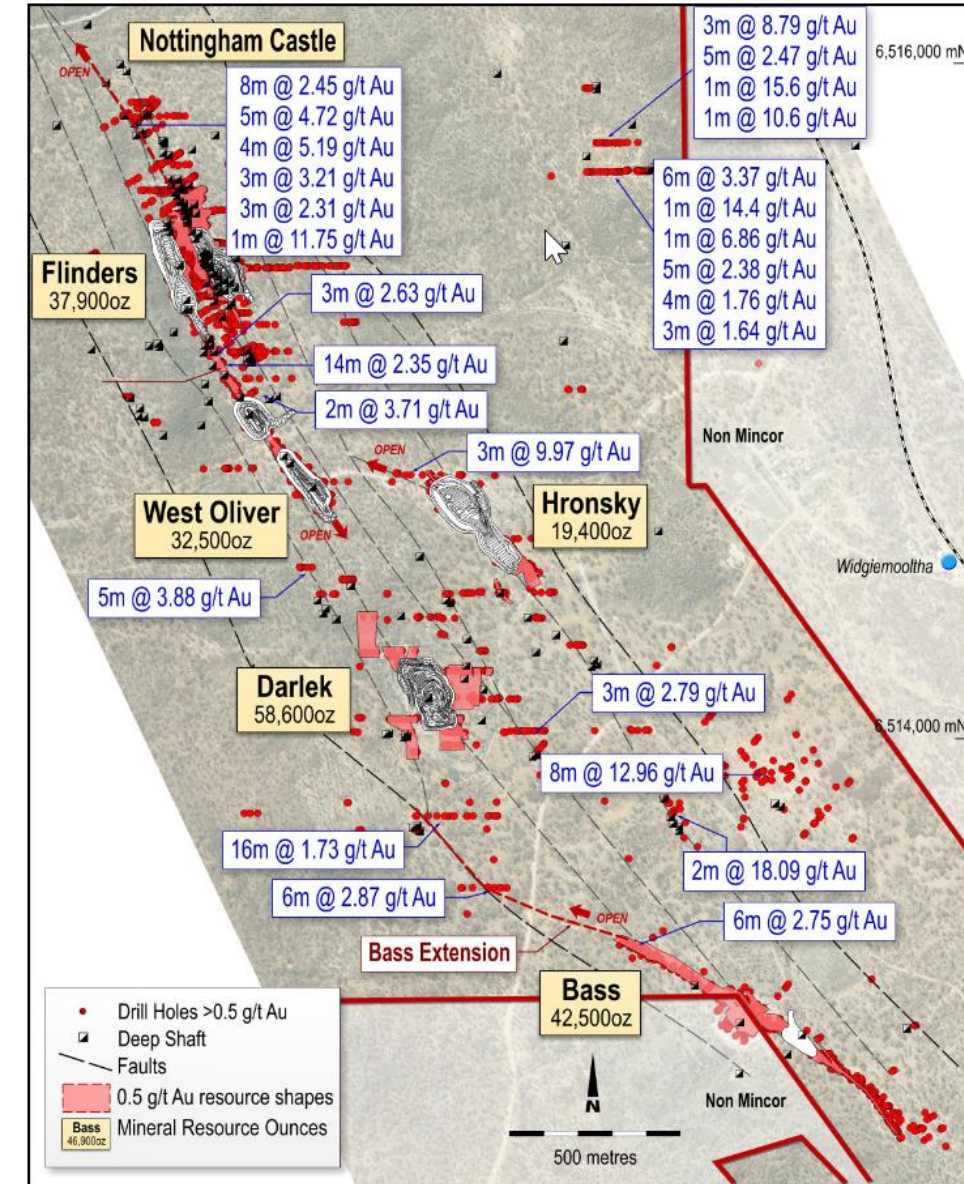 Nottingham Castle
OPEN
8m @ 2.45 g/t Au
5m @ 4.72 g/t Au
4m @ 5.19 g/t Au
3m @ 3.21 g/t Au
3m @ 2.31 g/t Au
1m @ 11.75 g/t Au
3m @ 8.79 g/t Au
5m @ 2.47 g/t Au
1m @ 15.6 g/t Au
1m @ 10.6 g/t Au
6,516,000 mN
6m @ 3.37 g/t Au
1m @ 14.4 g/t Au
1m @ 6.86 g/t Au
5m @ 2.38 g/t Au
4m @ 1.76 g/t Au
3m @ 1.64 g/t Au
Flinders
37,900oz
3m @ 2.63 g/t Au
14m @ 2.35 g/t Au
2m @ 3.71 g/t Au
Non Mincor
OPEN
3m @ 9.97 g/t Au
West Oliver
32,500oz
OPEN
Hronsky
19,400oz
Widgiemooltha
5m @ 3.88 g/t Au
Darlek
58,600oz
3m @ 2.79 g/t Au
6,514,000 mN
8m @ 12.96 g/t Au
16m @ 1.73 g/t Au
2m @ 18.09 g/t Au
6m @ 2.87 g/t Au
OPEN
6m @ 2.75 g/t Au
Bass Extension
Bass
42,500oz
Drill Holes >0.5 g/t Au
Deep Shaft
Faults
0.5 g/t Au resource shapes
Bass
46,900oz
Mineral Resource Ounces
N
500 metres
Non Mincor